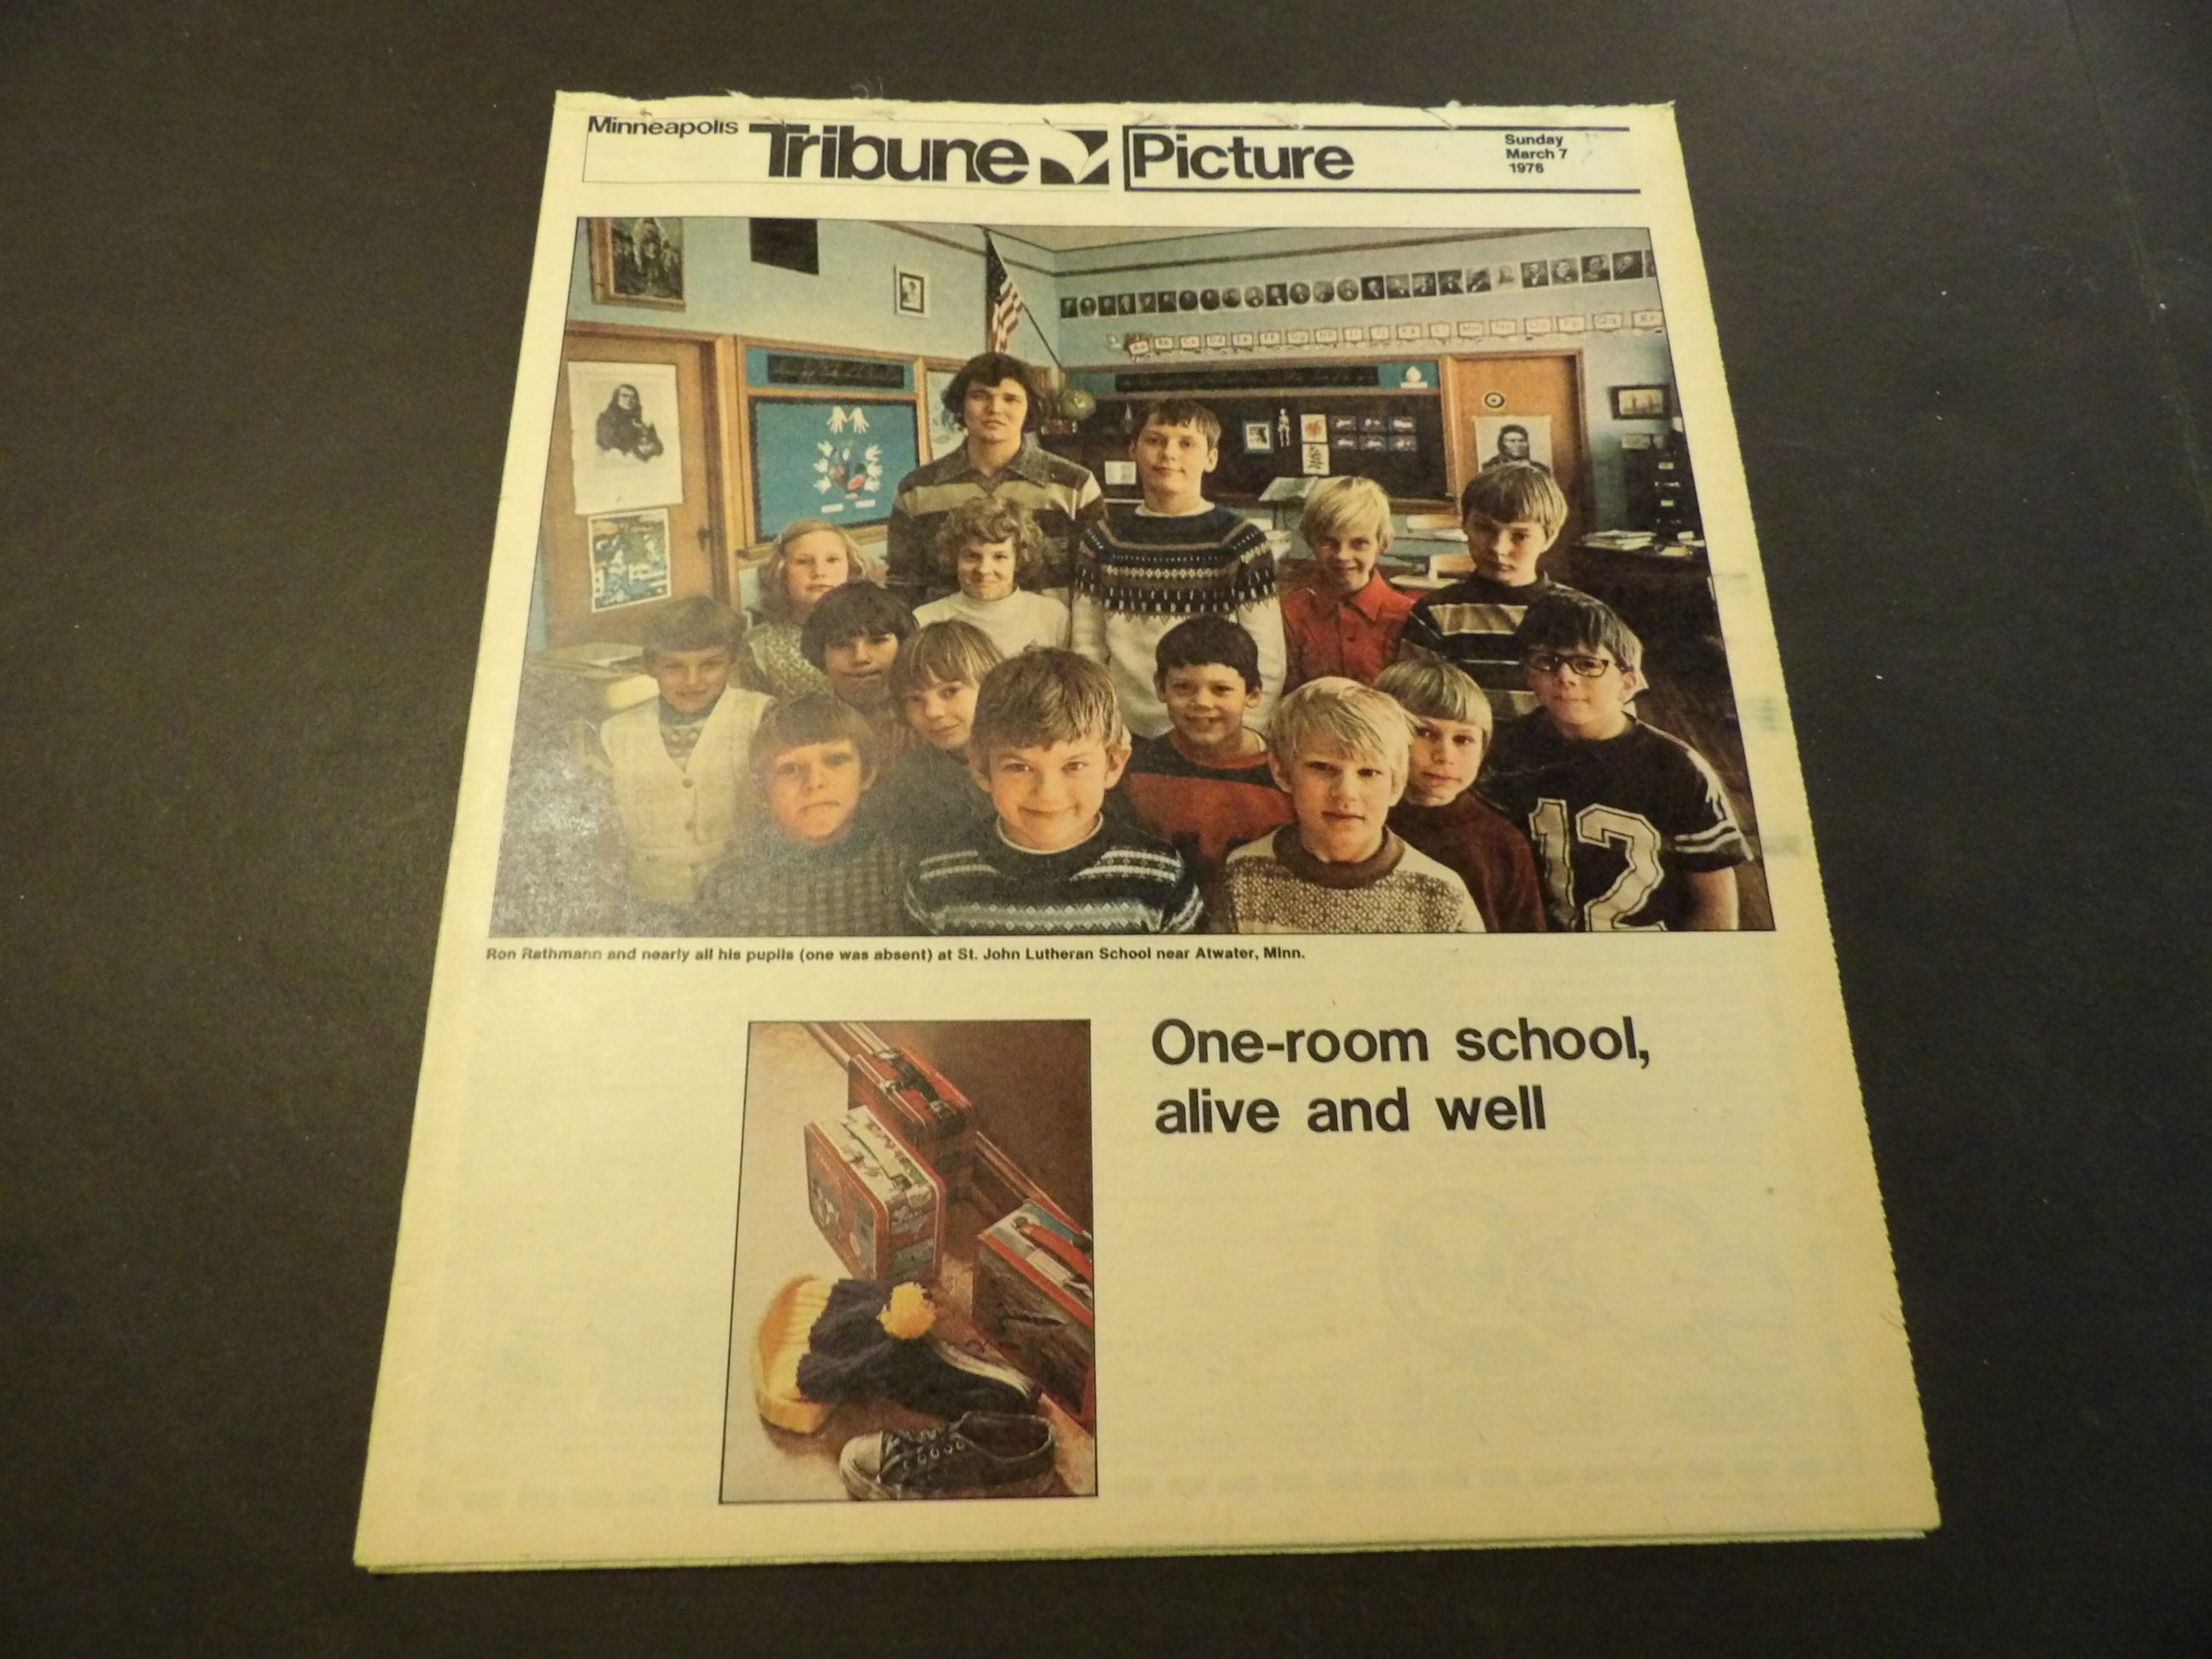 Minneapolis
Tribune
Picture
Sunday
March 7
1976
12
Ron Rathmann and nearly all his pupils (one was absent) at St. John Lutheran School near Atwater, Minn.
One-room school,
alive and well